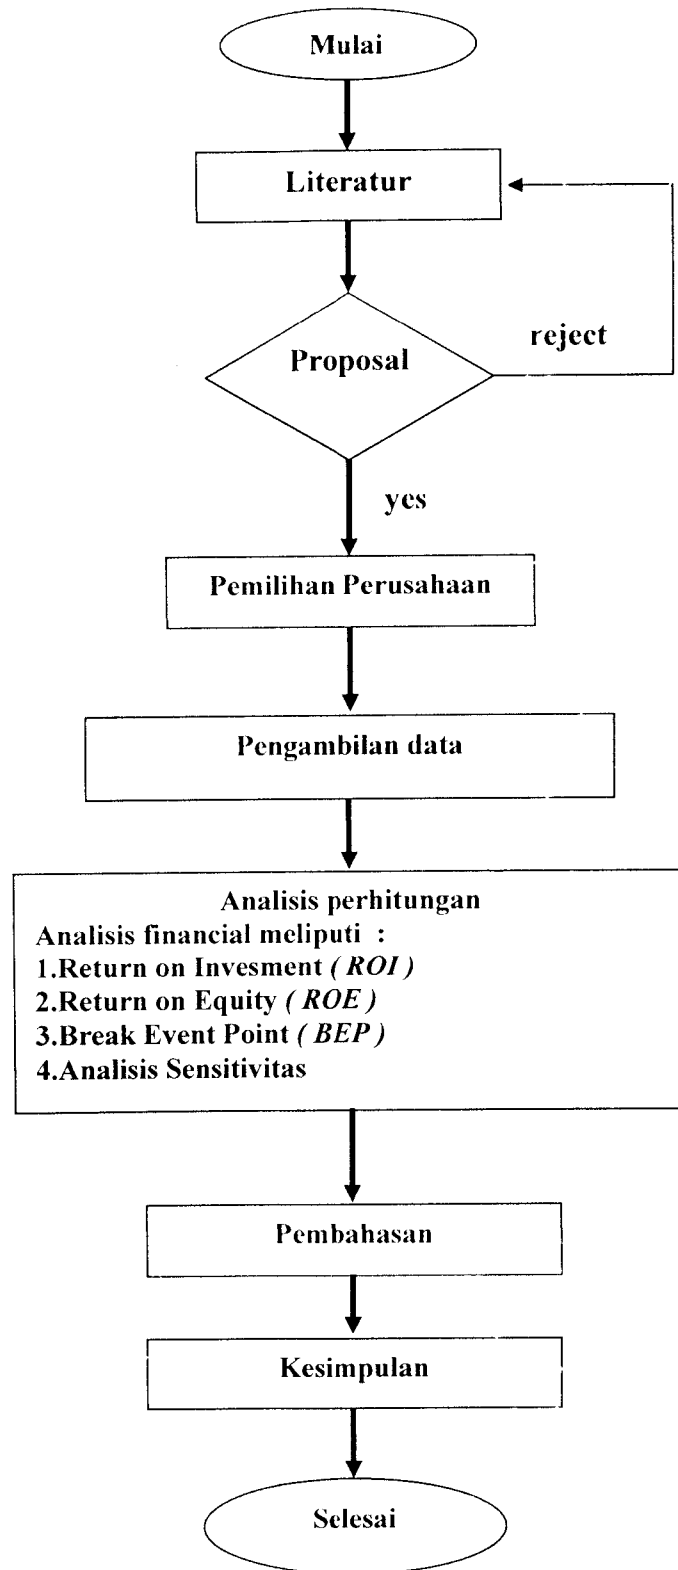 Mulai
Literatur
Proposal
reject
yes
Pemilihan Perusahaan
Pengambilan data
Analisis perhitungan
Analisis financial meliputi :
1.Return on Invesment ( ROI )
2.Return on Equity ( ROE )
3.Break Event Point ( BEP )
4.Analisis Sensitivitas
Pembahasan
Kesimpulan
Selesai